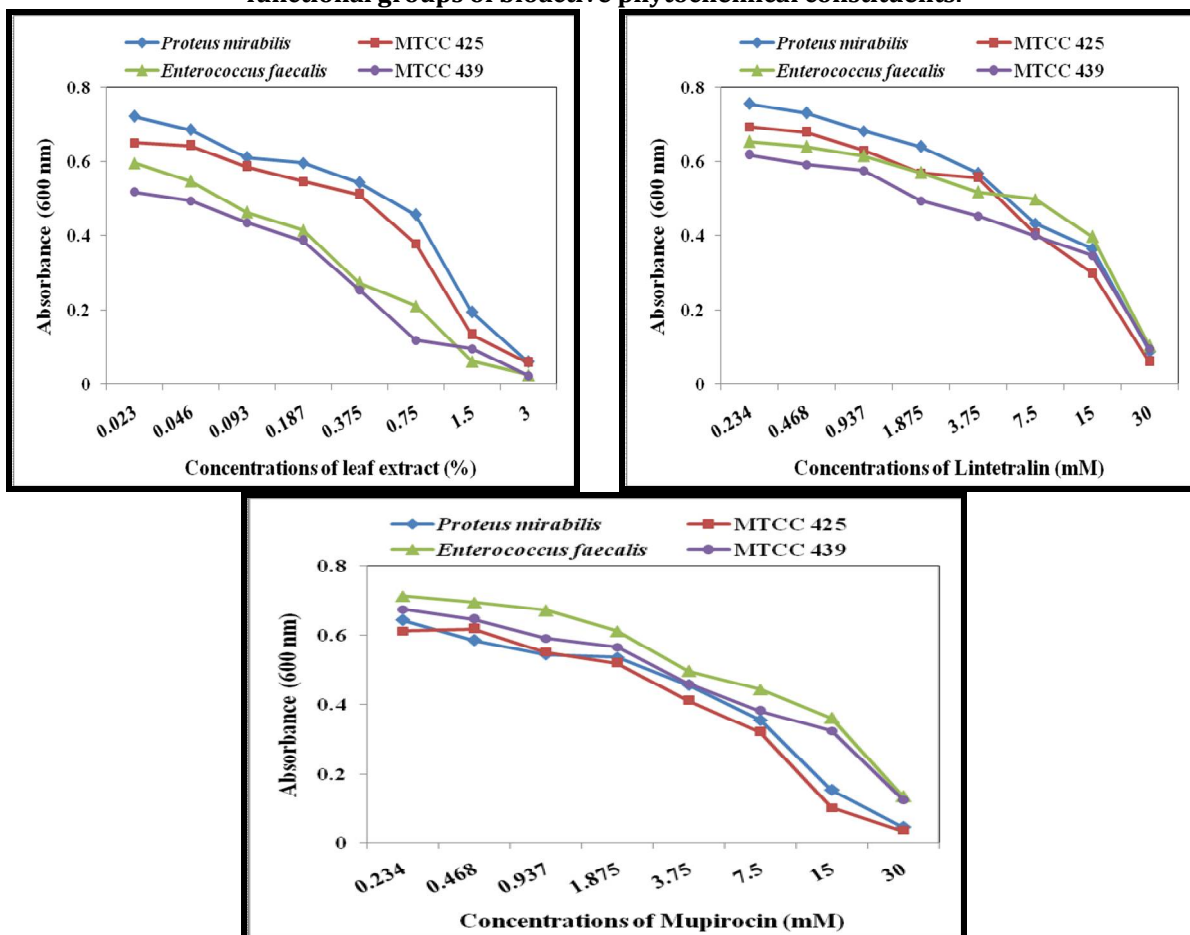 functional groups of bioactive phytochemical constituents.
Proteus mirabilis MTCC 425
Enterococcus faecalis MTCC 439
0.8
0.6
0.4
0.2
0
Absorbance (600 nm)
0.023 0.046 0.093 0.187 0.375 0.75 1.5 3
Concentrations of leaf extract (%)
Proteus mirabilis MTCC 425
Enterococcus faecalis MTCC 439
0.8
0.6
0.4
0.2
0
Absorbance (600 nm)
0.234 0.468 0.937 1.875 3.75 7.5 15 30
Concentrations of Lintetralin (mM)
Proteus mirabilis MTCC 425
Enterococcus faecalis MTCC 439
0.8
0.6
0.4
0.2
0
Absorbance (600 nm)
0.234 0.468 0.937 1.875 3.75 7.5 15 30
Concentrations of Mupirocin (mM)